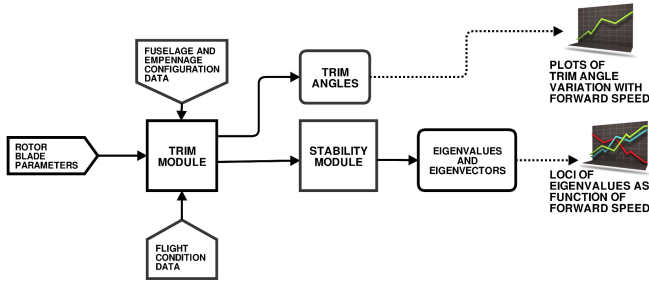 FUSELAGE AND
EMPENNAGE
CONFIGURATION
DATA
TRIM
ANGLES
PLOTS OF
TRIM ANGLE
VARIATION WITH
FORWARD SPEED
ROTOR
BLADE
PARAMETERS
TRIM
MODULE
STABILITY
MODULE
EIGENVALUES
AND
EIGENVECTORS
LOCI OF
EIGENVALUES AS
FUNCTION OF
FORWARD SPEED
FLIGHT
CONDITION
DATA